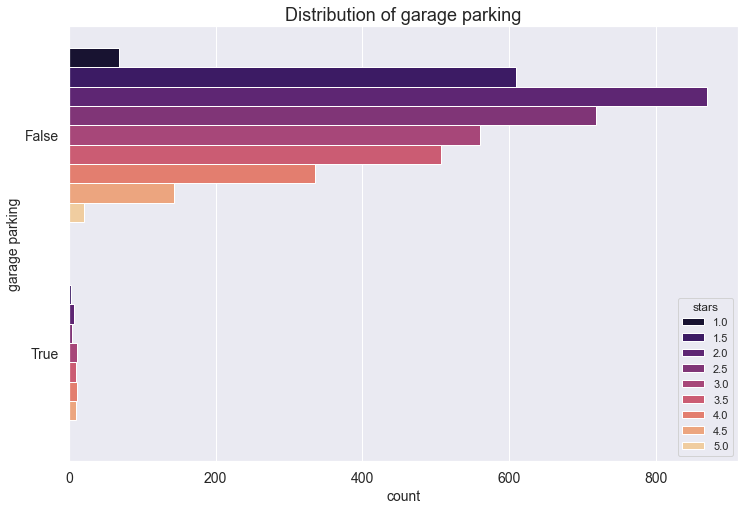 Distribution of garage parking
garage parking
False
True
stars
1.0
1.5
2.0
2.5
3.0
3.5
4.0
4.5
5.0
0 200 400 600 800
count